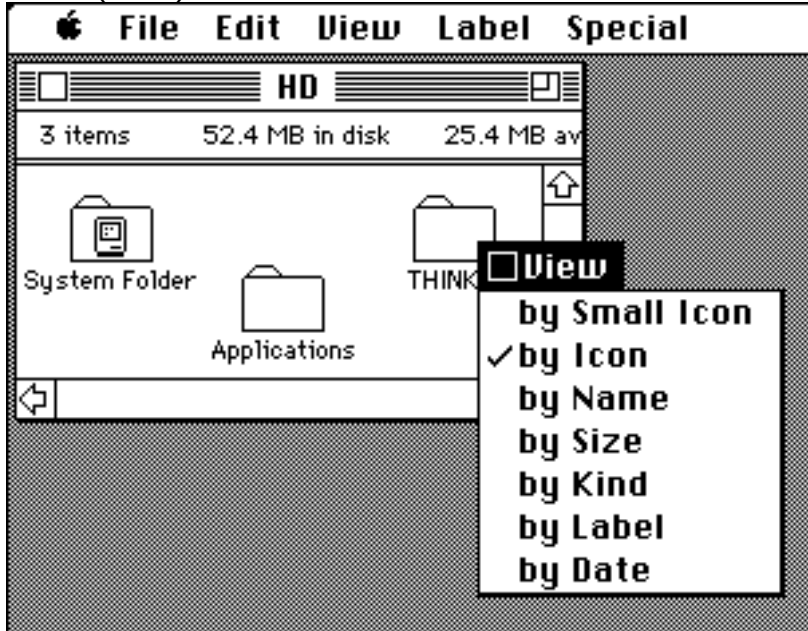 File Edit View Label Special
HD
3 items 52.4 MB in disk 25.4 MB av
System Folder
THINK
Applications
View
by Small Icon
by Icon
by Name
by Size
by Kind
by Label
by Date